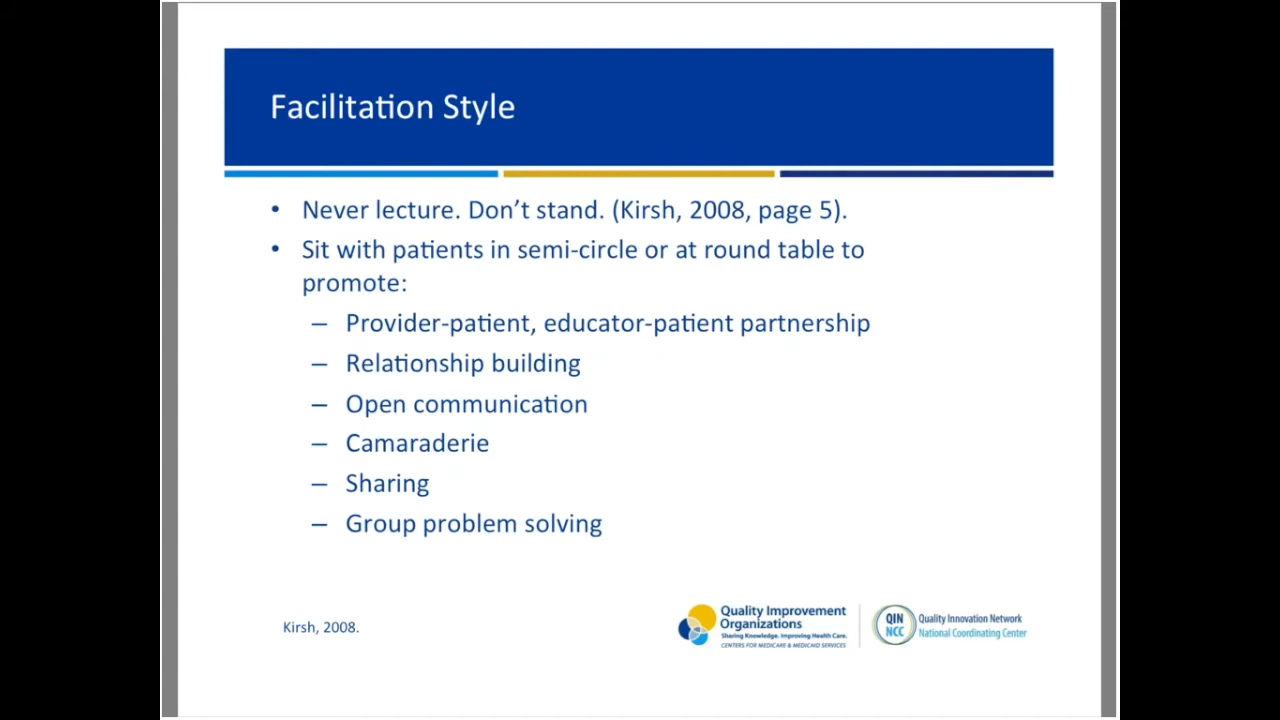 Facilitation Style
• Never lecture. Don't stand. (Kirsh, 2008, page 5).
• Sit with patients in semi-circle or at round table to
promote:
– Provider-patient, educator-patient partnership
– Relationship building
– Open communication
– Camaraderie
– Sharing
– Group problem solving
Kirsh, 2008.
Quality Improvement
Organizations
Sharing Knowledge. Improving Health Care.
CENTERS FOR MEDICARE & MEDICAID SERVICES
QIN
NCC
Quality Innovation Network
National Coordinating Center